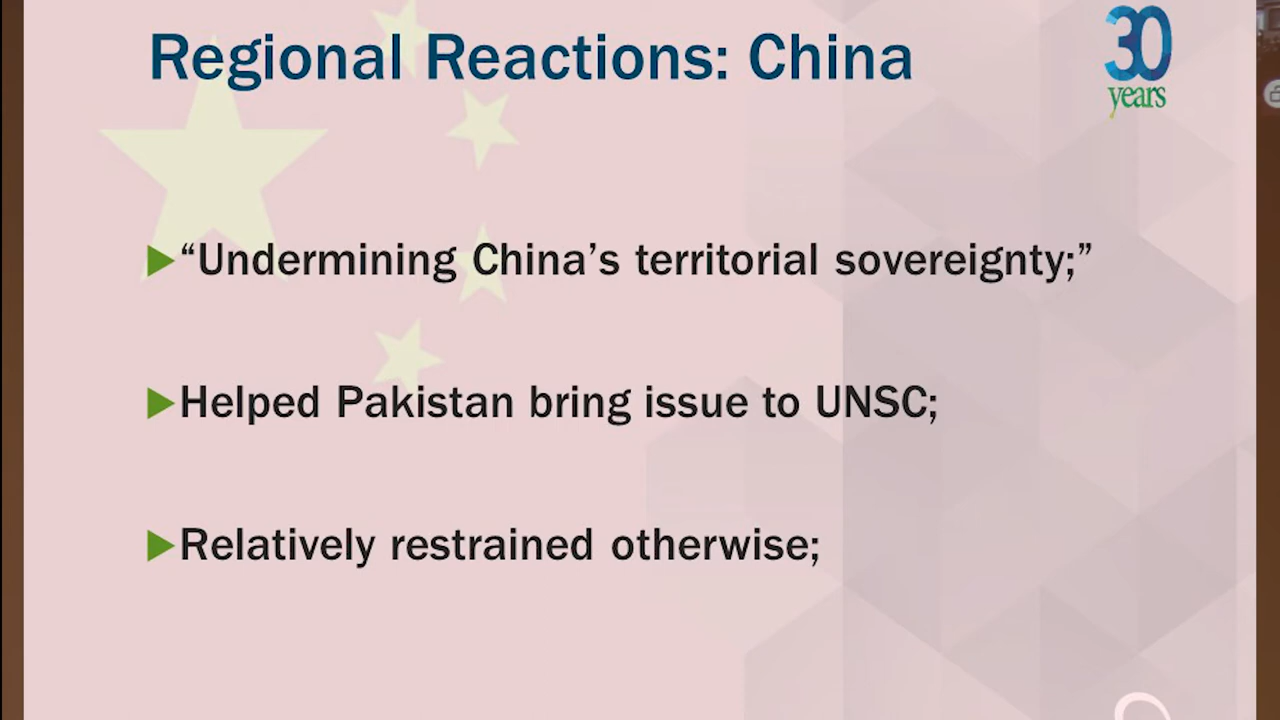 Regional Reactions: China
30
years
“Undermining China’s territorial sovereignty;”
Helped Pakistan bring issue to UNSC;
Relatively restrained otherwise;